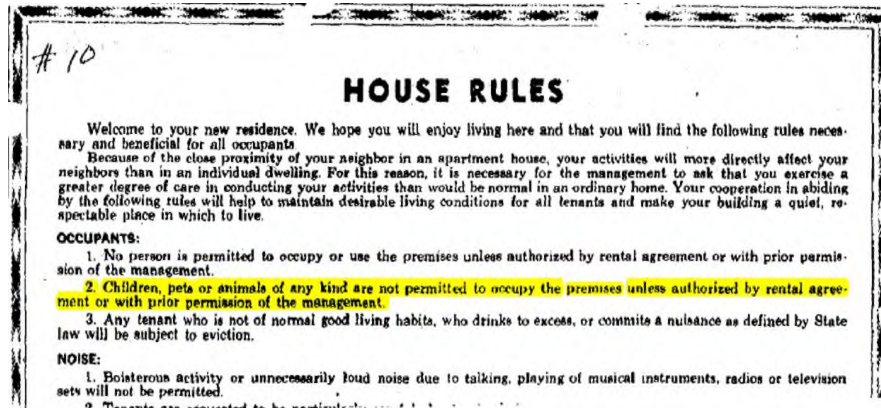 # 10
HOUSE RULES
Welcome to your new residence. We hope you will enjoy living here and that you will find the following rules neces-
sary and beneficial for all occupants
Because of the close proximity of your neighbor in an apartment house, your activities will more directly affect your
neighbors than in an individual dwelling. For this reason, it is necessary for the management to ask that you exercise a
greater degree of care in conducting your activities than would be normal in an ordinary home. Your cooperation in abiding
by the following rules will help to maintain desirable living conditions for all tenants and make your building a quiet, re-
spectable place in which to live.
OCCUPANTS:
1. No person is permitted to occupy or use the premises unless authorized by rental agreement or with prior permis-
sion of the management.
2. Children, pets or animals of any kind are not permitted to occupy the premises unless authorized by rental agree-
ment or with prior permission of the management.
3. Any tenant who is not of normal good living habits, who drinks to excess, or commits a nuisance as defined by State
law will be subject to eviction.
NOISE:
1. Boisterous activity or unnecessarily loud noise due to talking, playing of musical instruments, radios or television
sets will not be permitted.
2. Tenants are requested to be particularly